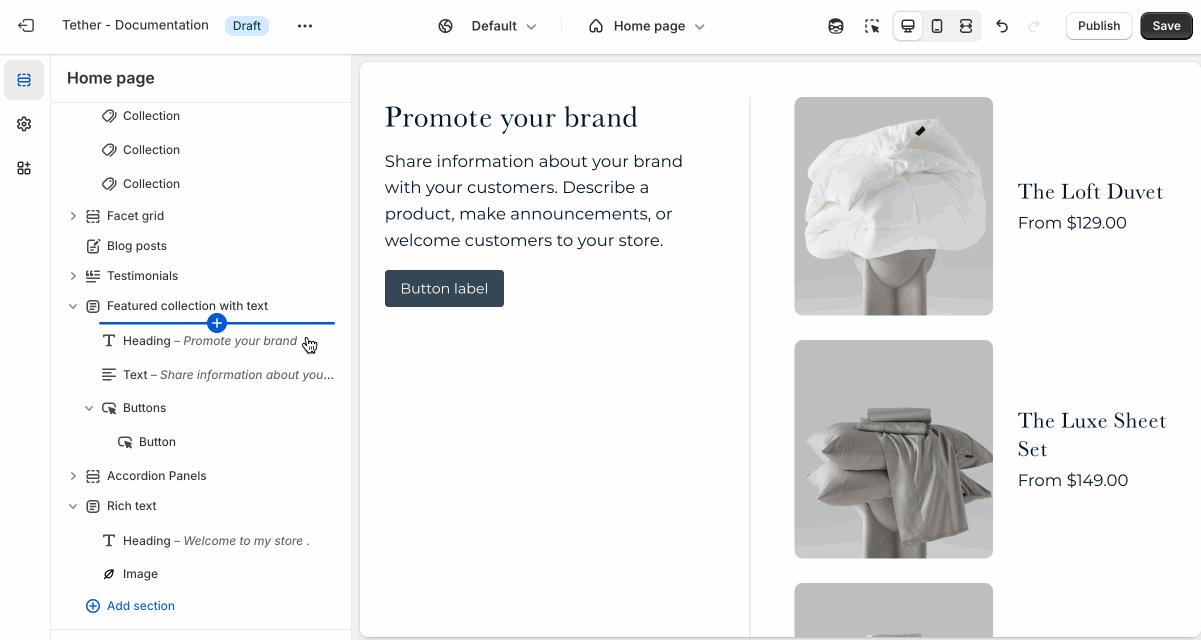 Tether - Documentation
Draft
Default
Home page
Publish
Save
Home page
Collection
Collection
Collection
Facet grid
Blog posts
Testimonials
Featured collection with text
Heading – Promote your brand
Text – Share information about you...
Buttons
Button
Accordion Panels
Rich text
Heading – Welcome to my store .
Image
Add section
Promote your brand
Share information about your brand
with your customers. Describe a
product, make announcements, or
welcome customers to your store.
Button label
The Loft Duvet
From $129.00
The Luxe Sheet
Set
From $149.00